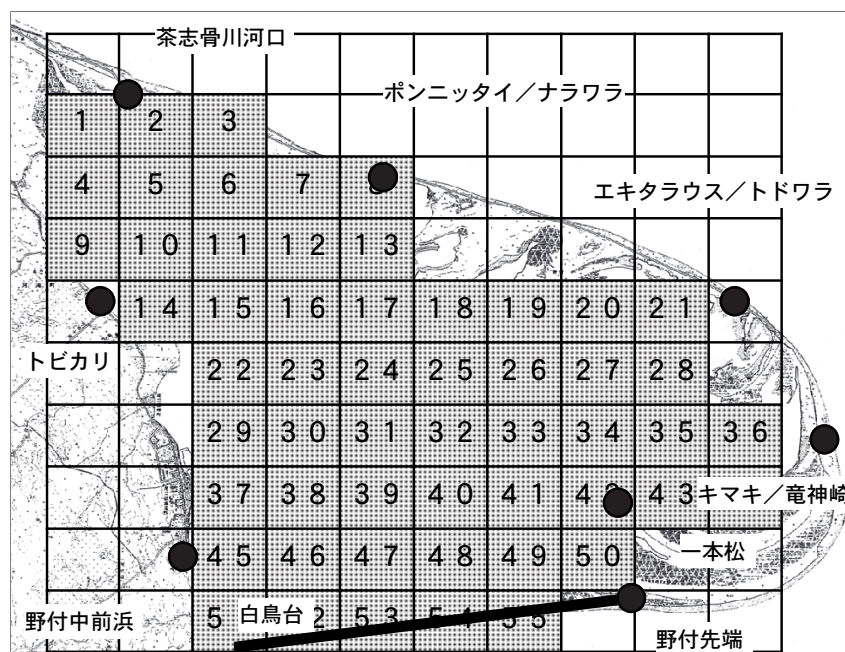 茶志骨川河口
ポンニッタイ／ナラワラ
1 2 3
4 5 6 7
エキタラウス／トドワラ
9 10 11 12 13
14 15 16 17 18 19 20 21
トビカリ
22 23 24 25 26 27 28
29 30 31 32 33 34 35 36
37 38 39 40 41 43
キマキ／竜神崎
45 46 47 48 49 50
一本松
野付中前浜
白鳥台
5 2 53 54 55
野付先端